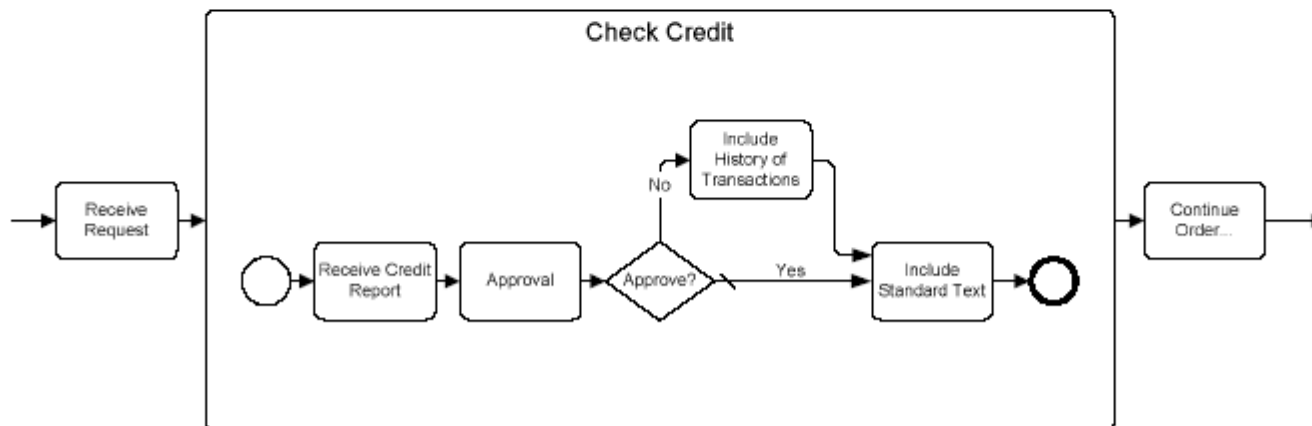 Check Credit
Receive
Request
Receive Credit
Report
Approval
Approve?
No
Include
History of
Transactions
Yes
Include
Standard Text
Continue
Order...